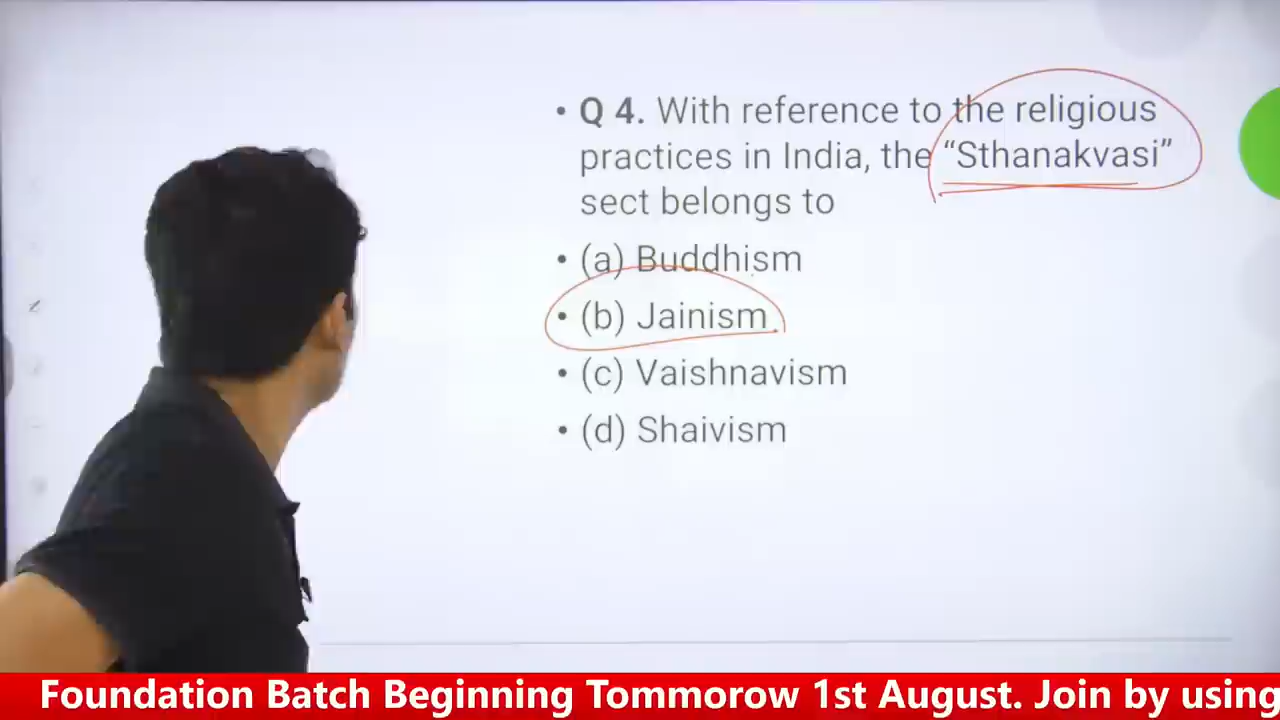 • Q 4. With reference to the religious
practices in India, the “Sthanakvasi”
sect belongs to
• (a) Buddhism
• (b) Jainism
• (c) Vaishnavism
• (d) Shaivism
Foundation Batch Beginning Tommorow 1st August. Join by using